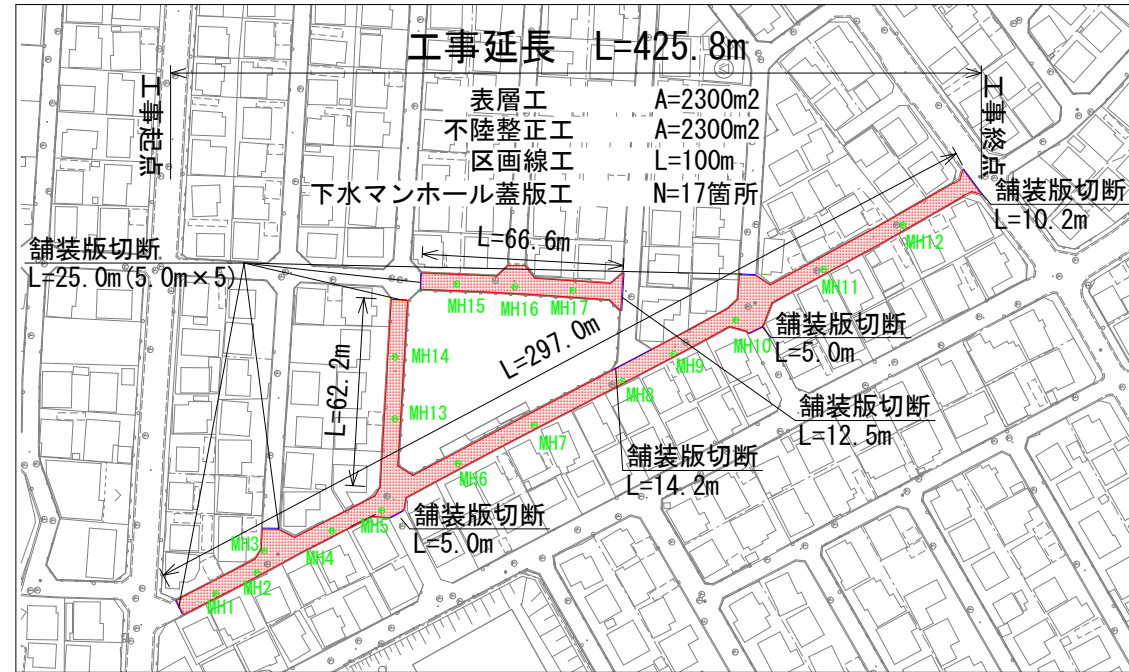 工事延長 L=425.8m
工事起点
工事終点
表層工 A=2300m2
不陸整正工 A=2300m2
区画線工 L=100m
下水マンホール蓋版工 N=17箇所
舗装版切断
L=10.2m
舗装版切断
L=25.0m(5.0m×5)
L=66.6m
MH12
MH11
MH15
MH16
MH17
MH10
舗装版切断
L=5.0m
L=297.0m
MH14
MH9
L=62.2m
MH8
舗装版切断
L=12.5m
MH13
MH7
舗装版切断
L=14.2m
MH6
MH5
舗装版切断
L=5.0m
MH3
MH4
MH2
MH1